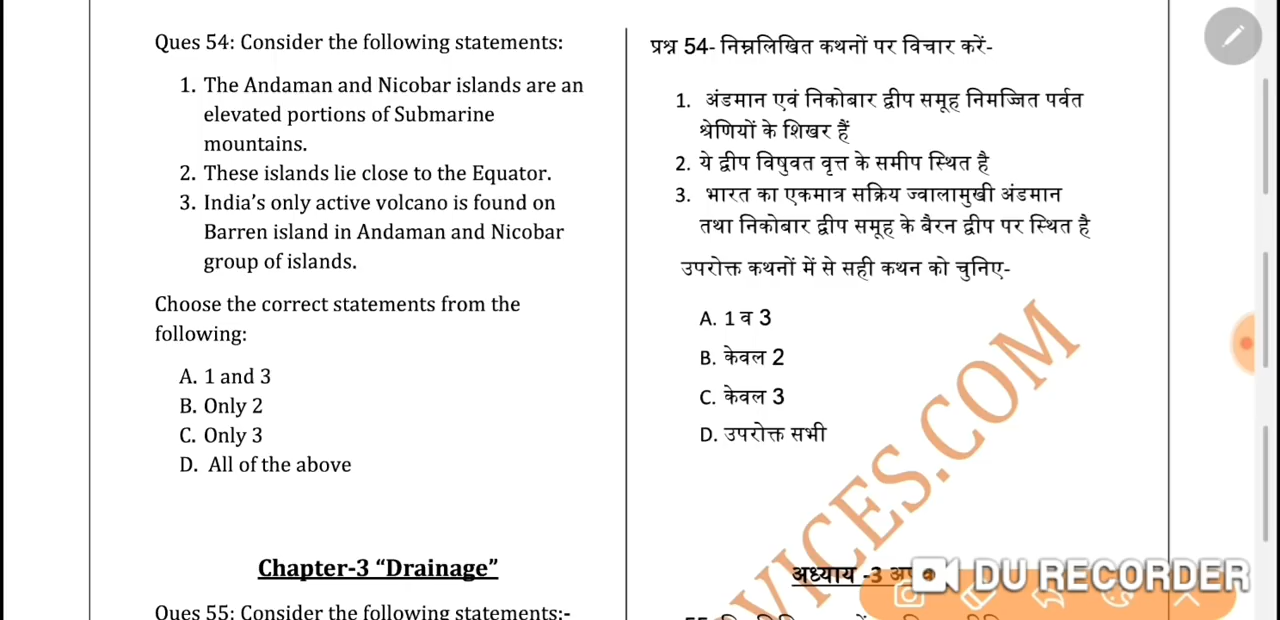 Ques 54: Consider the following statements:
1. The Andaman and Nicobar islands are an
elevated portions of Submarine
mountains.
2. These islands lie close to the Equator.
3. India's only active volcano is found on
Barren island in Andaman and Nicobar
group of islands.
Choose the correct statements from the
following:
A. 1 and 3
B. Only 2
C. Only 3
D. All of the above
Chapter-3 “Drainage”
Ques 55: Consider the following statements:-
प्रश्न 54- निम्नलिखित कथनों पर विचार करें-
1. अंडमान एवं निकोबार द्वीप समूह निमज्जित पर्वत
श्रेणियों के शिखर हैं
2. ये द्वीप विषुवत वृत्त के समीप स्थित है
3. भारत का एकमात्र सक्रिय ज्वालामुखी अंडमान
तथा निकोबार द्वीप समूह के बैरन द्वीप पर स्थित है
उपरोक्त कथनों में से सही कथन को चुनिए-
A. 1 व 3
B. केवल 2
C. केवल 3
D. उपरोक्त सभी
अध्याय -3
VICES.COM
DU RECORDER